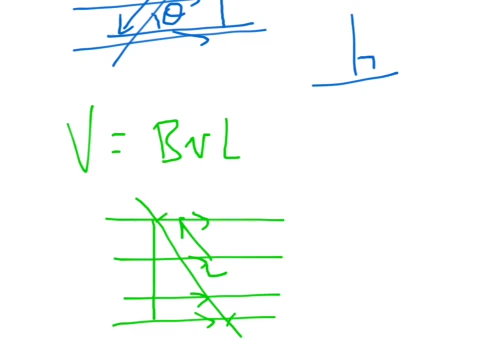 θ
V = BvL
L